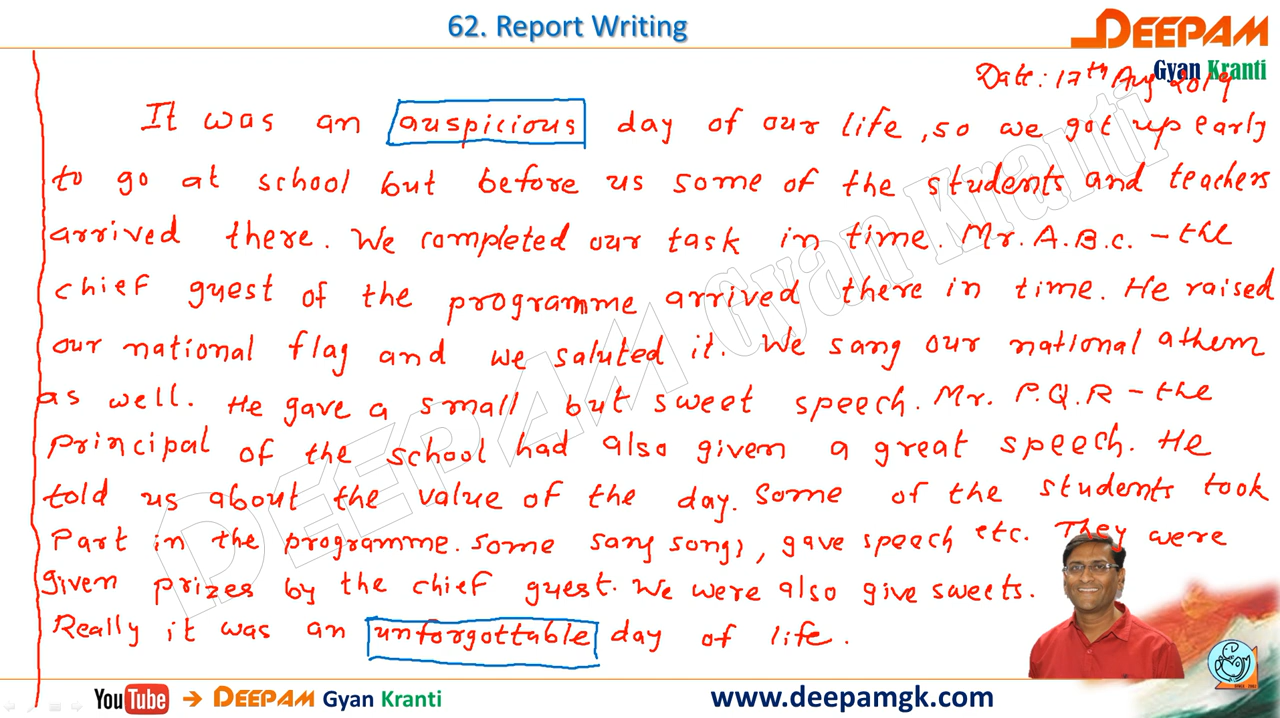 62. Report Writing
DEEPAM
Gyan Kranti
Date: 17th Aug 2019
It was an auspicious day of our life, so we got up early
to go at school but before us some of the students and teachers
arrived there. We completed our task in time. Mr. A.B.C. - the
chief guest of the programme arrived there in time. He raised
our national flag and we saluted it. We sang our national athem
as well. He gave a small but sweet speech. Mr. P.Q.R - the
Principal of the school had also given a great speech. He
told us about the value of the day. Some of the students took
Part in the programme. Some sang songs, gave speech etc. They were
given prizes by the chief guest. We were also give sweets.
Really it was an unforgottable day of life.
DEEPAM Gyan Kranti
YouTube → DEEPAM Gyan Kranti
www.deepamgk.com